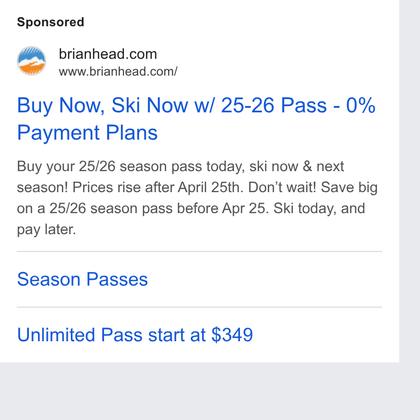 Sponsored
brianhead.com
www.brianhead.com/
Buy Now, Ski Now w/ 25-26 Pass - 0%
Payment Plans
Buy your 25/26 season pass today, ski now & next
season! Prices rise after April 25th. Don’t wait! Save big
on a 25/26 season pass before Apr 25. Ski today, and
pay later.
Season Passes
Unlimited Pass start at $349